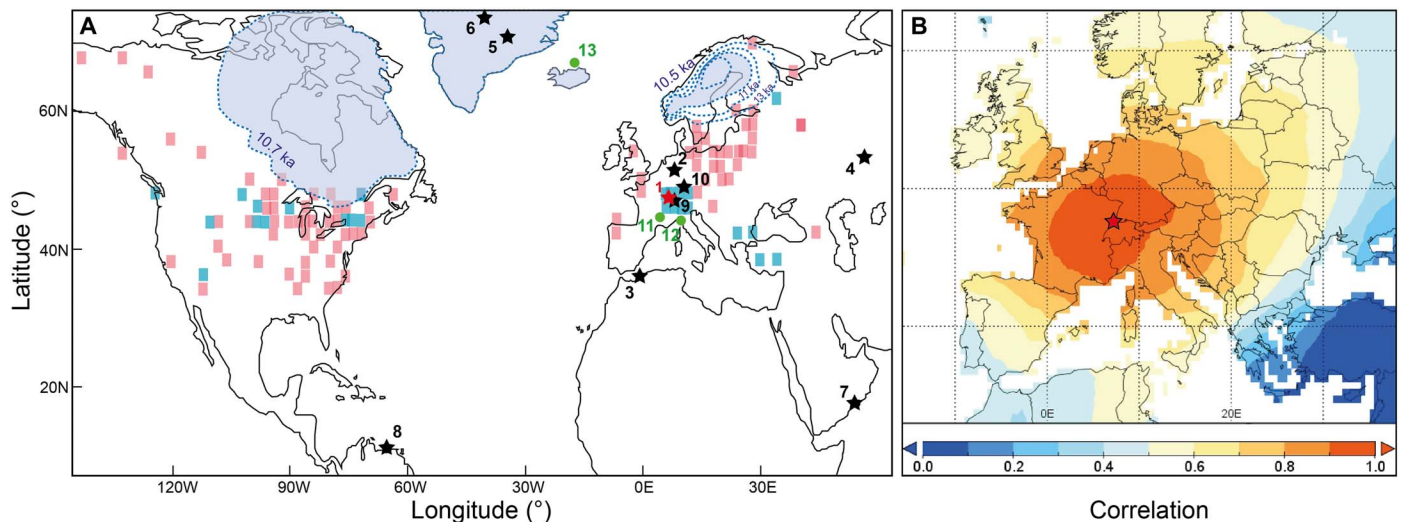 A
B
6
5
13
10.5 ka
11 ka
13 ka
60N
10.7 ka
2
4
10
1
9
11
12
40N
3
20N
7
8
Latitude (°)
120W
90W
60W
30W
0E
30E
Longitude (°)
0E
20E
0.0
0.2
0.4
0.6
0.8
1.0
Correlation